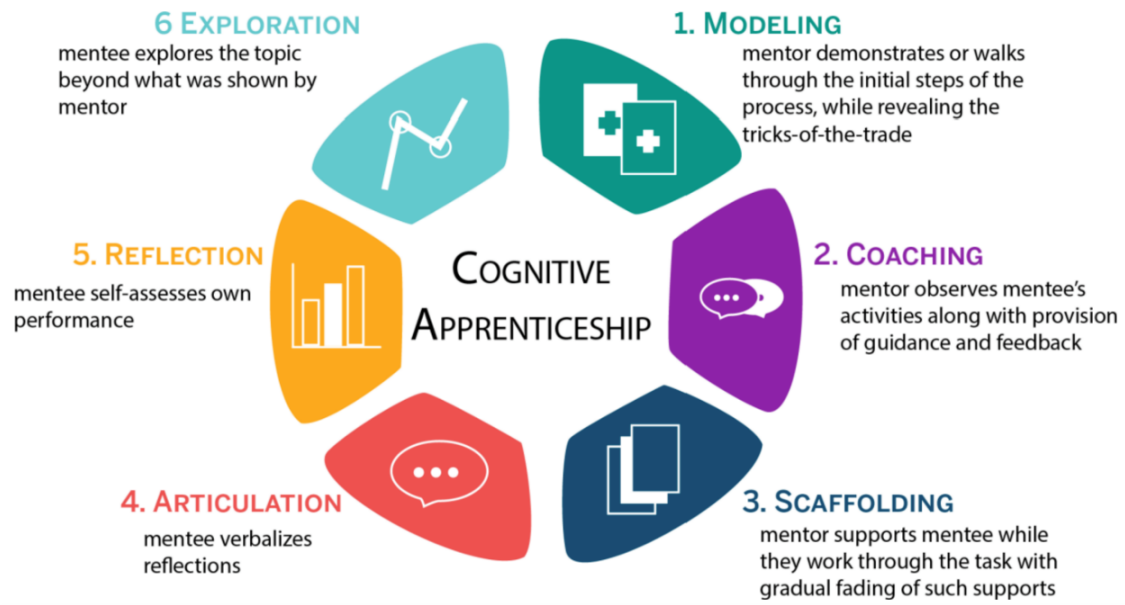 COGNITIVE
APPRENTICESHIP
1. MODELING
mentor demonstrates or walks
through the initial steps of the
process, while revealing the
tricks-of-the-trade
2. COACHING
mentor observes mentee's
activities along with provision
of guidance and feedback
3. SCAFFOLDING
mentor supports mentee while
they work through the task with
gradual fading of such supports
4. ARTICULATION
mentee verbalizes
reflections
5. REFLECTION
mentee self-assesses own
performance
6 EXPLORATION
mentee explores the topic
beyond what was shown by
mentor